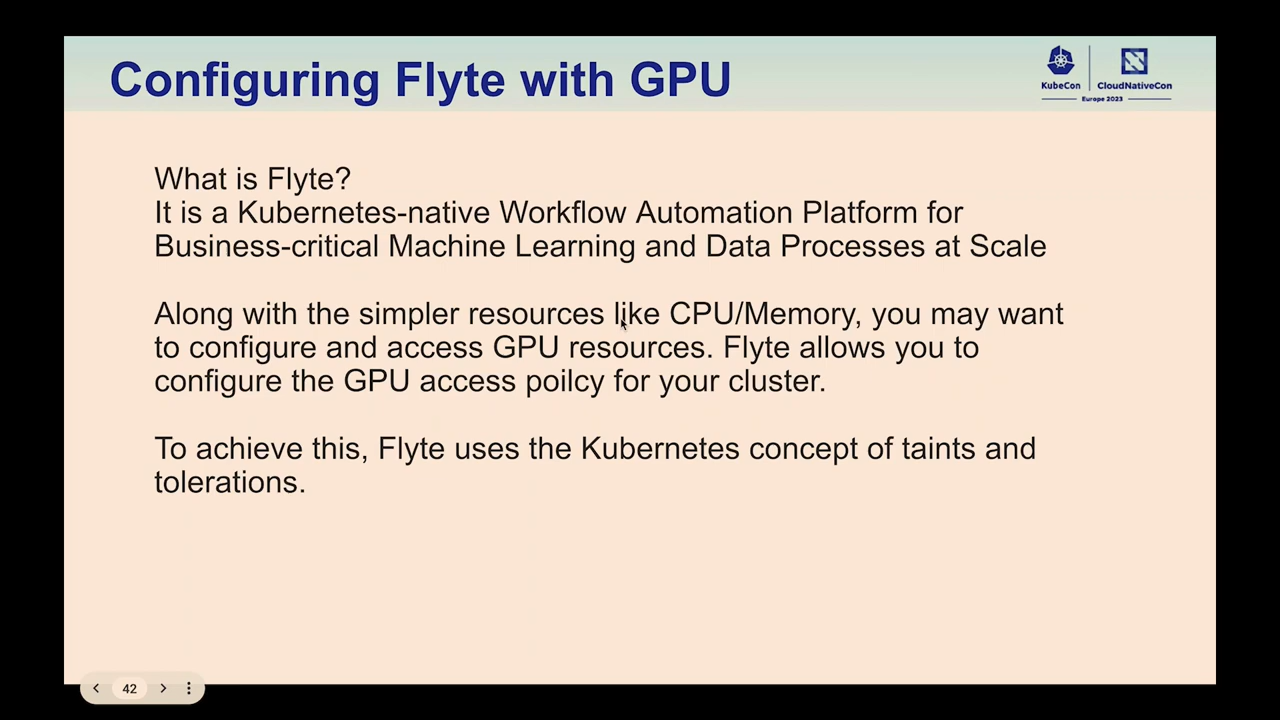 Configuring Flyte with GPU
KubeCon
CloudNativeCon
Europe 2023
What is Flyte?
It is a Kubernetes-native Workflow Automation Platform for
Business-critical Machine Learning and Data Processes at Scale
Along with the simpler resources like CPU/Memory, you may want
to configure and access GPU resources. Flyte allows you to
configure the GPU access poilcy for your cluster.
To achieve this, Flyte uses the Kubernetes concept of taints and
tolerations.
42